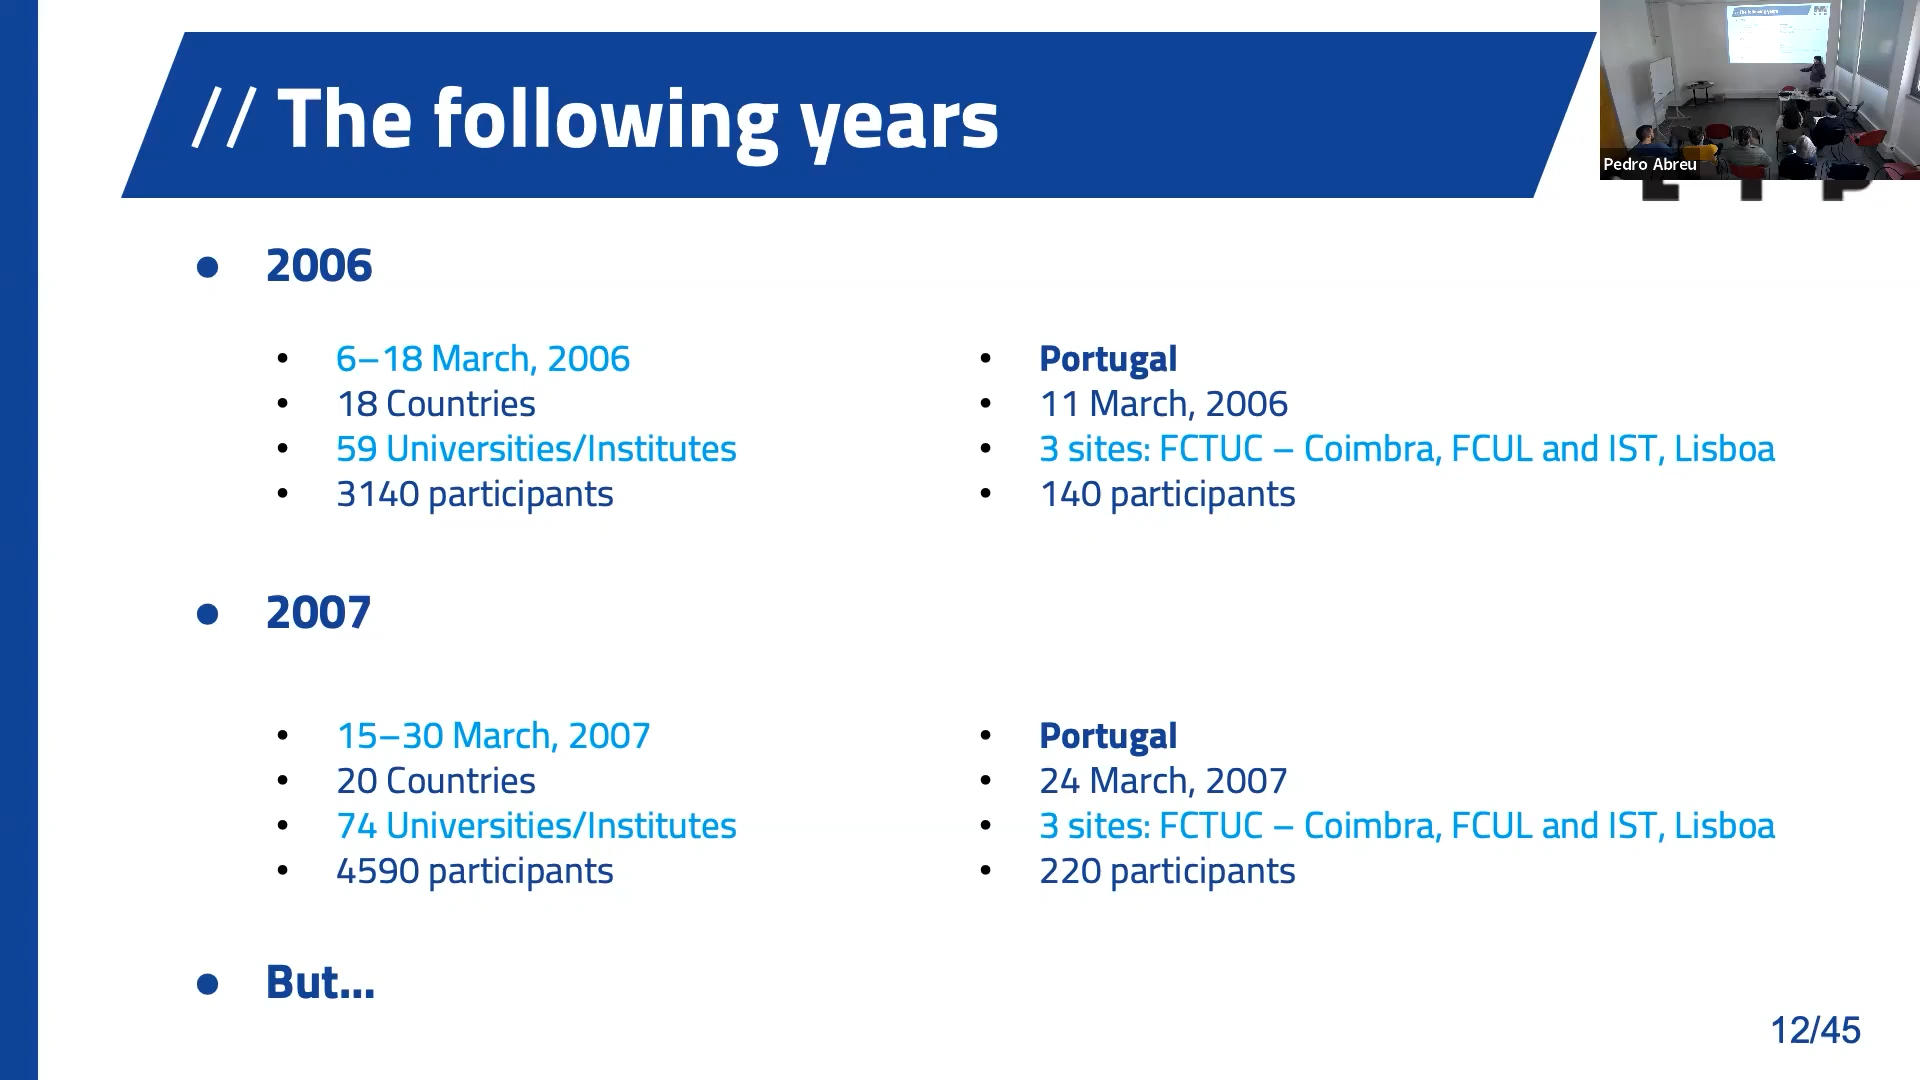 // The following years
Pedro Abreu
2006
6–18 March, 2006
18 Countries
59 Universities/Institutes
3140 participants
Portugal
11 March, 2006
3 sites: FCTUC – Coimbra, FCUL and IST, Lisboa
140 participants
2007
15–30 March, 2007
20 Countries
74 Universities/Institutes
4590 participants
Portugal
24 March, 2007
3 sites: FCTUC – Coimbra, FCUL and IST, Lisboa
220 participants
But...
12/45